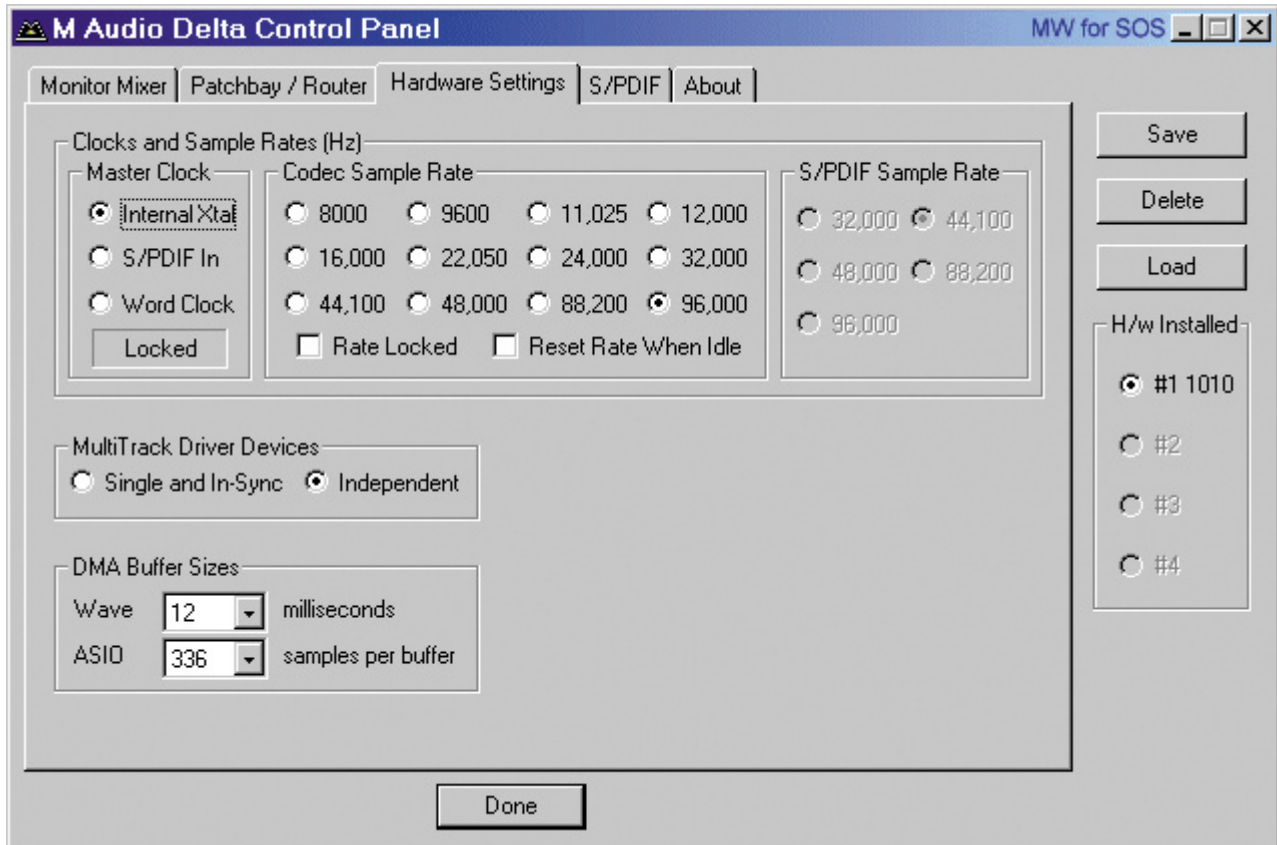 M Audio Delta Control Panel MW for SOS
Monitor Mixer Patchbay / Router Hardware Settings S/PDIF About
Clocks and Sample Rates (Hz)
Master Clock
Internal Xtal
S/PDIF In
Word Clock
Locked
Codec Sample Rate
8000 9600 11,025 12,000
16,000 22,050 24,000 32,000
44,100 48,000 88,200 96,000
Rate Locked Reset Rate When Idle
S/PDIF Sample Rate
32,000 44,100
48,000 88,200
96,000
MultiTrack Driver Devices
Single and In-Sync Independent
DMA Buffer Sizes
Wave 12 milliseconds
ASIO 336 samples per buffer
Save
Delete
Load
H/w Installed
#1 1010
#2
#3
#4
Done